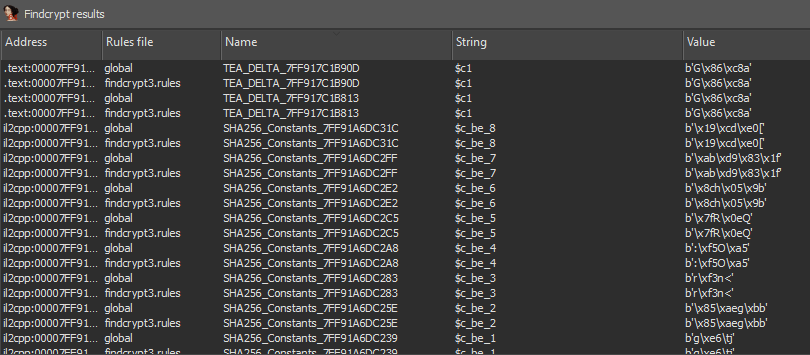 Findcrypt results
Address Rules file Name String Value
.text:00007FF91... global TEA_DELTA_7FF917C1B90D $c1 b'G\x86\xc8a'
.text:00007FF91... findcrypt3.rules TEA_DELTA_7FF917C1B90D $c1 b'G\x86\xc8a'
.text:00007FF91... global TEA_DELTA_7FF917C1B813 $c1 b'G\x86\xc8a'
.text:00007FF91... findcrypt3.rules TEA_DELTA_7FF917C1B813 $c1 b'G\x86\xc8a'
il2cpp:00007FF91... global SHA256_Constants_7FF91A6DC31C $c_be_8 b'\x19\xcd\xe0['
il2cpp:00007FF91... findcrypt3.rules SHA256_Constants_7FF91A6DC31C $c_be_8 b'\x19\xcd\xe0['
il2cpp:00007FF91... global SHA256_Constants_7FF91A6DC2FF $c_be_7 b'\xab\xd9\x83\x1f'
il2cpp:00007FF91... findcrypt3.rules SHA256_Constants_7FF91A6DC2FF $c_be_7 b'\xab\xd9\x83\x1f'
il2cpp:00007FF91... global SHA256_Constants_7FF91A6DC2E2 $c_be_6 b'\x8ch\x05\x9b'
il2cpp:00007FF91... findcrypt3.rules SHA256_Constants_7FF91A6DC2E2 $c_be_6 b'\x8ch\x05\x9b'
il2cpp:00007FF91... global SHA256_Constants_7FF91A6DC2C5 $c_be_5 b'\x7fR\x0eQ'
il2cpp:00007FF91... findcrypt3.rules SHA256_Constants_7FF91A6DC2C5 $c_be_5 b'\x7fR\x0eQ'
il2cpp:00007FF91... global SHA256_Constants_7FF91A6DC2A8 $c_be_4 b':\xf5O\xa5'
il2cpp:00007FF91... findcrypt3.rules SHA256_Constants_7FF91A6DC2A8 $c_be_4 b':\xf5O\xa5'
il2cpp:00007FF91... global SHA256_Constants_7FF91A6DC283 $c_be_3 b'r\xf3n<'
il2cpp:00007FF91... findcrypt3.rules SHA256_Constants_7FF91A6DC283 $c_be_3 b'r\xf3n<'
il2cpp:00007FF91... global SHA256_Constants_7FF91A6DC25E $c_be_2 b'\x85\xaeg\xbb'
il2cpp:00007FF91... findcrypt3.rules SHA256_Constants_7FF91A6DC25E $c_be_2 b'\x85\xaeg\xbb'
il2cpp:00007FF91... global SHA256_Constants_7FF91A6DC239 $c_be_1 b'g\xe6\tj'
il2cpp:00007FF91... findcrypt3.rules SHA256_Constants_7FF91A6DC239 $c_be_1 b'g\xe6\tj'